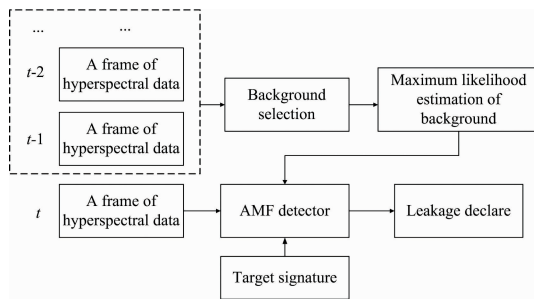 ... ...
t-2 A frame of
hyperspectral data
t-1 A frame of
hyperspectral data
Background
selection
Maximum likelihood
estimation of
background
t A frame of
hyperspectral data
AMF detector
Leakage declare
Target signature